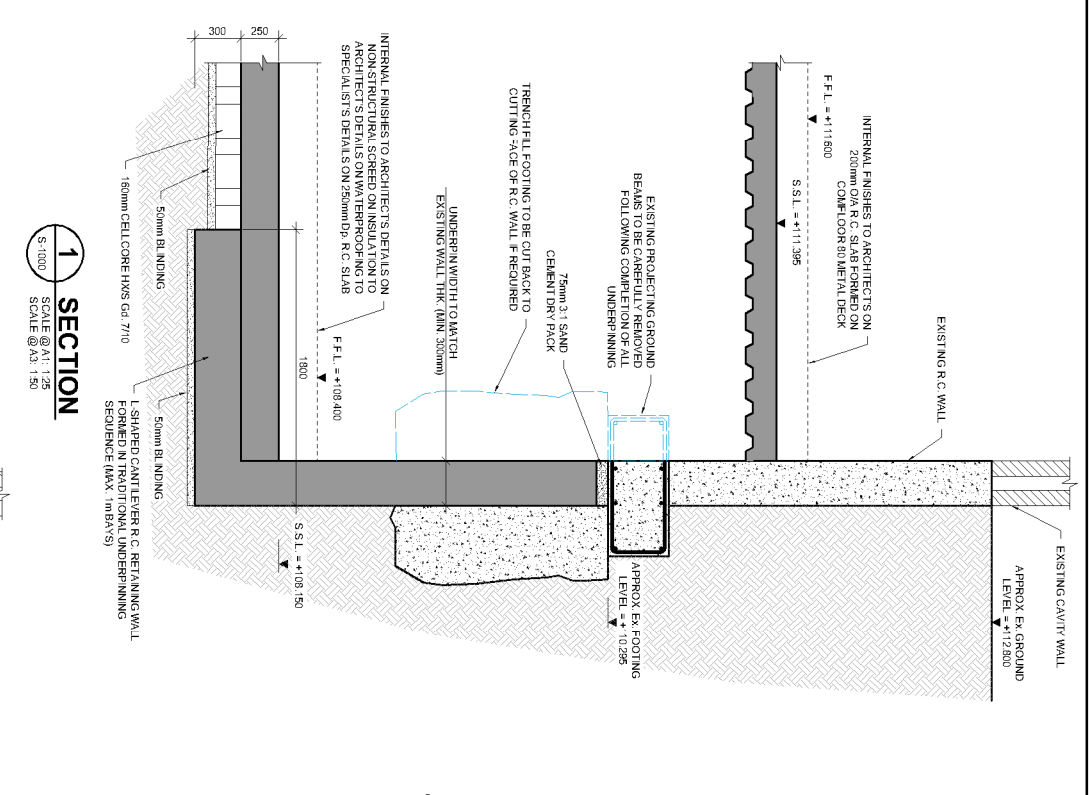 EXISTING CAVITY WALL
APPROX. Ex. GROUND
LEVEL = +112.800
EXISTING R.C. WALL
INTERNAL FINISHES TO ARCHITECT'S ON
200mm O/A R.C. SLAB FORMED ON
COMFLOOR 80 METAL DECK
F.F.L. = +111600
S.S.L. = +111.395
EXISTING PROJECTING GROUND
BEAMS TO BE CAREFULLY REMOVED
FOLLOWING COMPLETION OF ALL
UNDERPINNING
APPROX. Ex. FOOTING
LEVEL = + 10.295
75mm 3:1 SAND
CEMENT DRY PACK
TRENCH FILL FOOTING TO BE CUT BACK TO
CUTTING FACE OF R.C. WALL IF REQUIRED
UNDERPIN WIDTH TO MATCH
EXISTING WALL THK. (MIN. 300mm)
INTERNAL FINISHES TO ARCHITECT'S DETAILS ON
NON-STRUCTURAL SCREED ON INSULATION TO
ARCHITECT'S DETAILS ON WATERPROOFING TO
SPECIALIST'S DETAILS ON 250mm Dp. R.C. SLAB
F.F.L. = +108.400
1800
S.S.L. = +108.150
250
300
50mm BLINDING
50mm BLINDING
160mm CELLCORE HX/S Gd. 7/10
L-SHAPED CANTILEVER R.C. RETAINING WALL
FORMED IN TRADITIONAL UNDERPINNING
SEQUENCE (MAX. 1m BAYS)
1
S-1000
SECTION
SCALE @ A1: 1:25
SCALE @ A3: 1:50